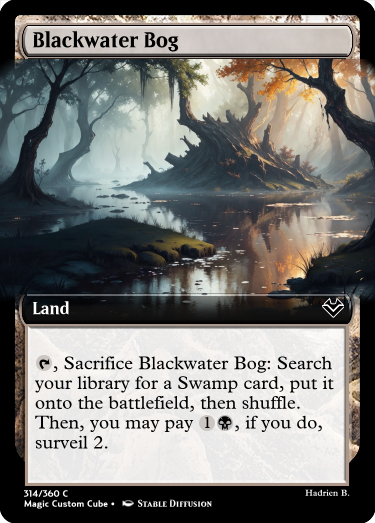 Blackwater Bog
Land
, Sacrifice Blackwater Bog: Search
your library for a Swamp card, put it
onto the battlefield, then shuffle.
Then, you may pay 1, if you do,
surveil 2.
314/360 C
Hadrien B.
Magic Custom Cube • Stable Diffusion